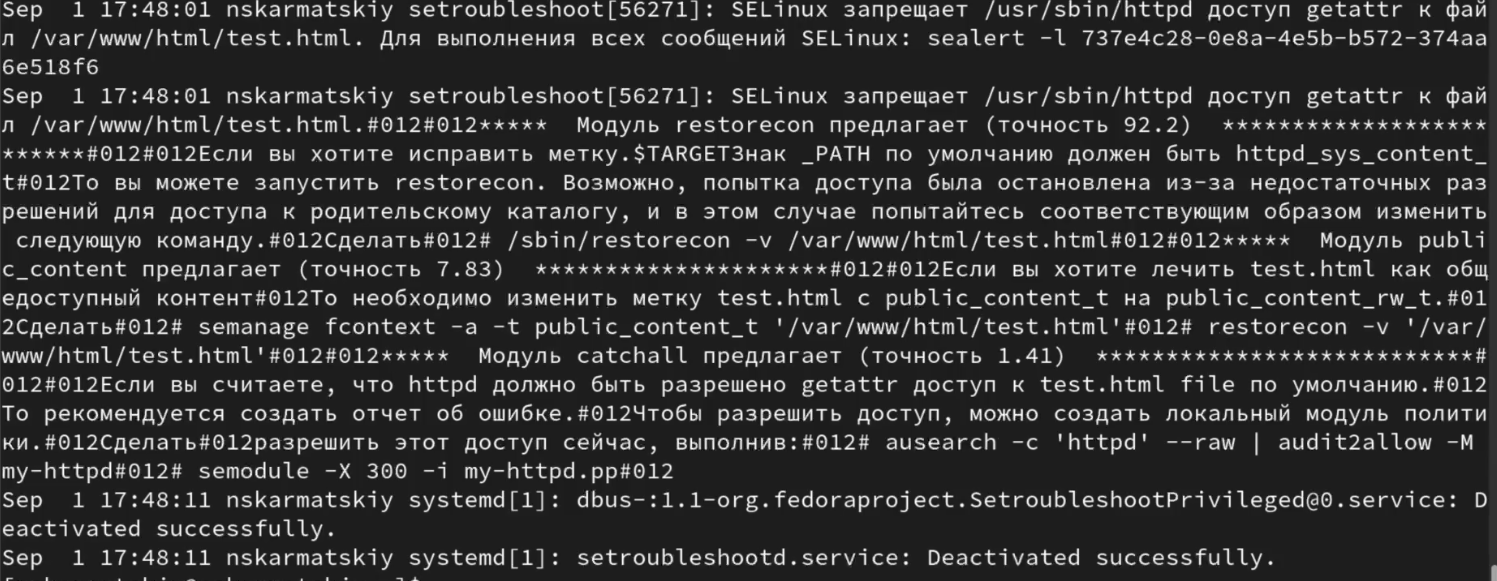 Sep  1 17:48:01 nskarmatskiy setroubleshoot[56271]: SELinux запрещает /usr/sbin/httpd доступ getattr к фай
л /var/www/html/test.html. Для выполнения всех сообщений SELinux: sealert -l 737e4c28-0e8a-4e5b-b572-374aa
6e518f6
Sep  1 17:48:01 nskarmatskiy setroubleshoot[56271]: SELinux запрещает /usr/sbin/httpd доступ getattr к фай
л /var/www/html/test.html.#012#012*****  Модуль restorecon предлагает (точность 92.2)  *******************
******#012#012Если вы хотите исправить метку.$TARGETЗнак _PATH по умолчанию должен быть httpd_sys_content_
t#012То вы можете запустить restorecon. Возможно, попытка доступа была остановлена из-за недостаточных раз
решений для доступа к родительскому каталогу, и в этом случае попытайтесь соответствующим образом изменить
 следующую команду.#012Сделать#012# /sbin/restorecon -v /var/www/html/test.html#012#012*****  Модуль publi
c_content предлагает (точность 7.83)  *********************#012#012Если вы хотите лечить test.html как общ
едоступный контент#012То необходимо изменить метку test.html с public_content_t на public_content_rw_t.#01
2Сделать#012# semanage fcontext -a -t public_content_t '/var/www/html/test.html'#012# restorecon -v '/var/
www/html/test.html'#012#012*****  Модуль catchall предлагает (точность 1.41)  ***************************#
012#012Если вы считаете, что httpd должно быть разрешено getattr доступ к test.html file по умолчанию.#012
То рекомендуется создать отчет об ошибке.#012Чтобы разрешить доступ, можно создать локальный модуль полити
ки.#012Сделать#012разрешить этот доступ сейчас, выполнив:#012# ausearch -c 'httpd' --raw | audit2allow -M
my-httpd#012# semodule -X 300 -i my-httpd.pp#012
Sep  1 17:48:11 nskarmatskiy systemd[1]: dbus-:1.1-org.fedoraproject.SetroubleshootPrivileged@0.service: D
eactivated successfully.
Sep  1 17:48:11 nskarmatskiy systemd[1]: setroubleshootd.service: Deactivated successfully.